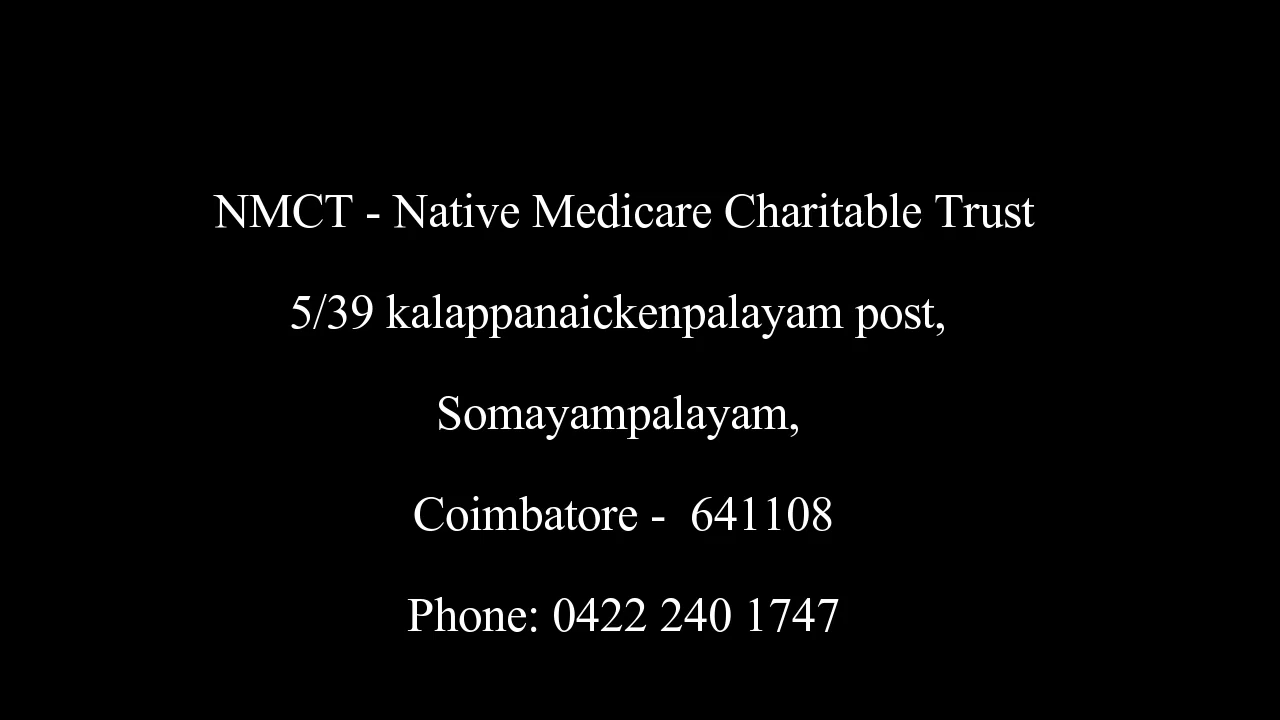 NMCT - Native Medicare Charitable Trust
5/39 kalappanaickenpalayam post,
Somayampalayam,
Coimbatore -  641108
Phone: 0422 240 1747